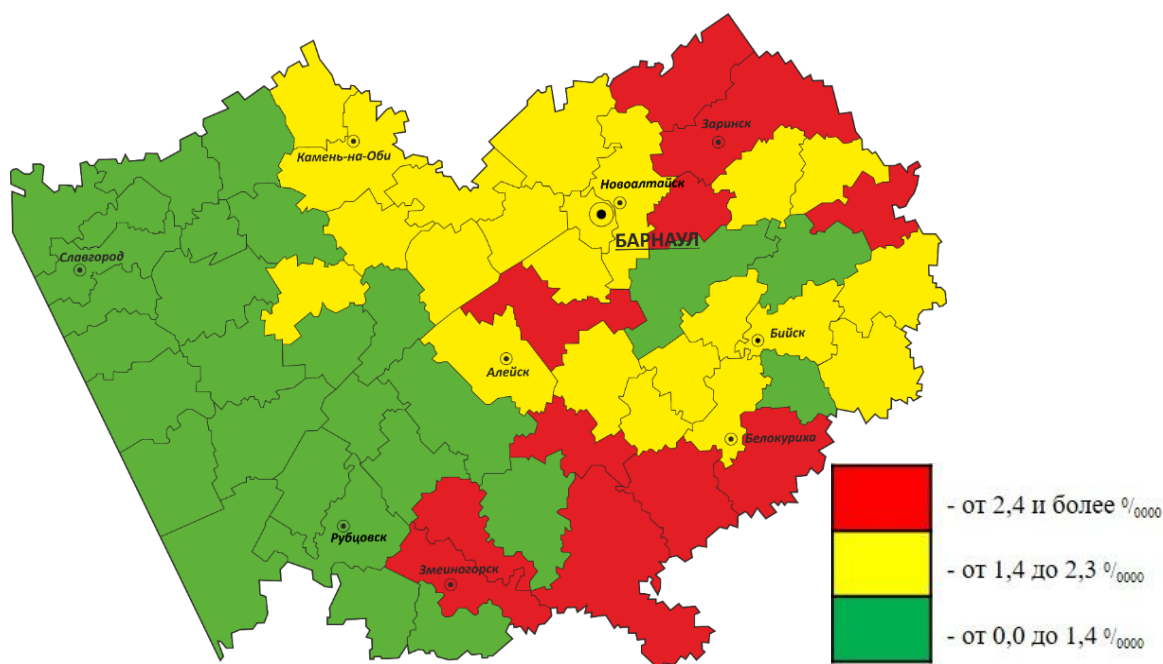 Заринск
Камень-на-Оби
Новоалтайск
БАРНАУЛ
Славгород
Бийск
Алейск
Белокуриха
- от 2,4 и более ⁰/₀₀₀₀
Рубцовск
- от 1,4 до 2,3 ⁰/₀₀₀₀
Змеиногорск
- от 0,0 до 1,4 ⁰/₀₀₀₀